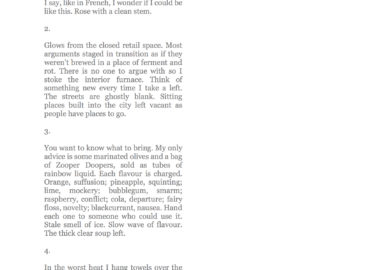 I say, like in French, I wonder if I could be
like this. Rose with a clean stem.
2.
Glows from the closed retail space. Most
arguments staged in transition as if they
weren't brewed in a place of ferment and
rot. There is no one to argue with so I
stoke the interior furnace. Think of
something new every time I take a left.
The streets are ghostly blank. Sitting
places built into the city left vacant as
people have places to go.
3.
You want to know what to bring. My only
advice is some marinated olives and a bag
of Zooper Doopers, sold as tubes of
rainbow liquid. Each flavour is charged.
Orange, suffusion; pineapple, squinting;
lime, mockery; bubblegum, smarm;
raspberry, conflict; cola, departure; fairy
floss, novelty; blackcurrant, nausea. Hand
each one to someone who could use it.
Stale smell of ice. Slow wave of flavour.
The thick clear soup left.
4.
In the worst heat I hang towels over the